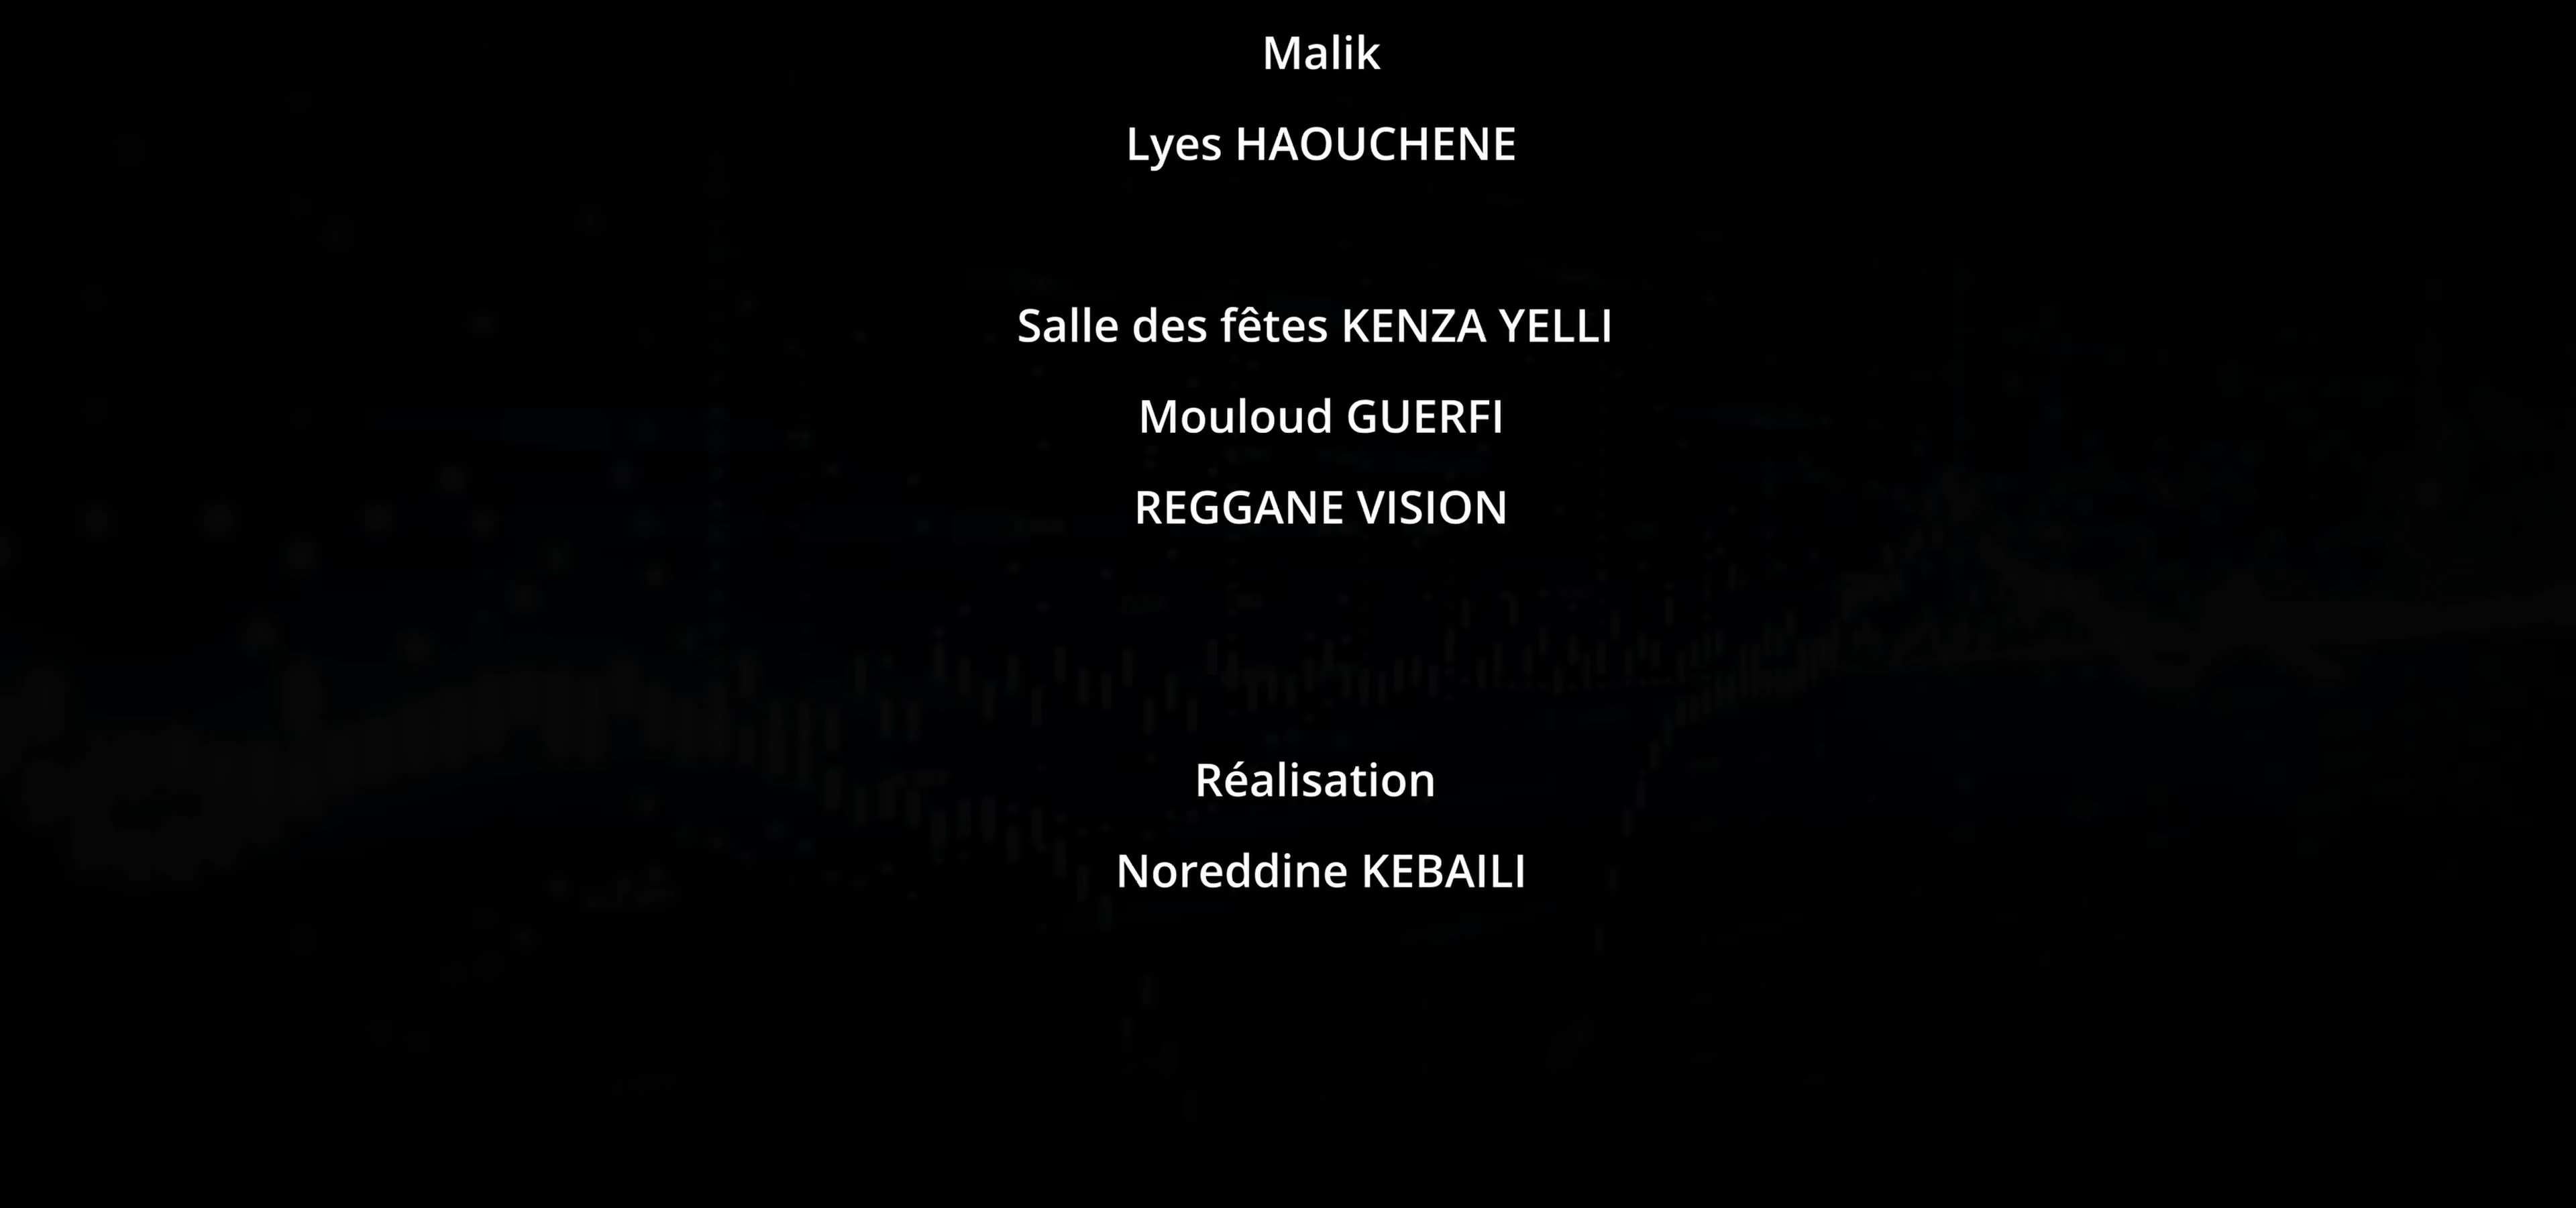 Malik
Lyes HAOUCHENE
Salle des fêtes KENZA YELLI
Mouloud GUERFI
REGGANE VISION
Réalisation
Noreddine KEBAILI